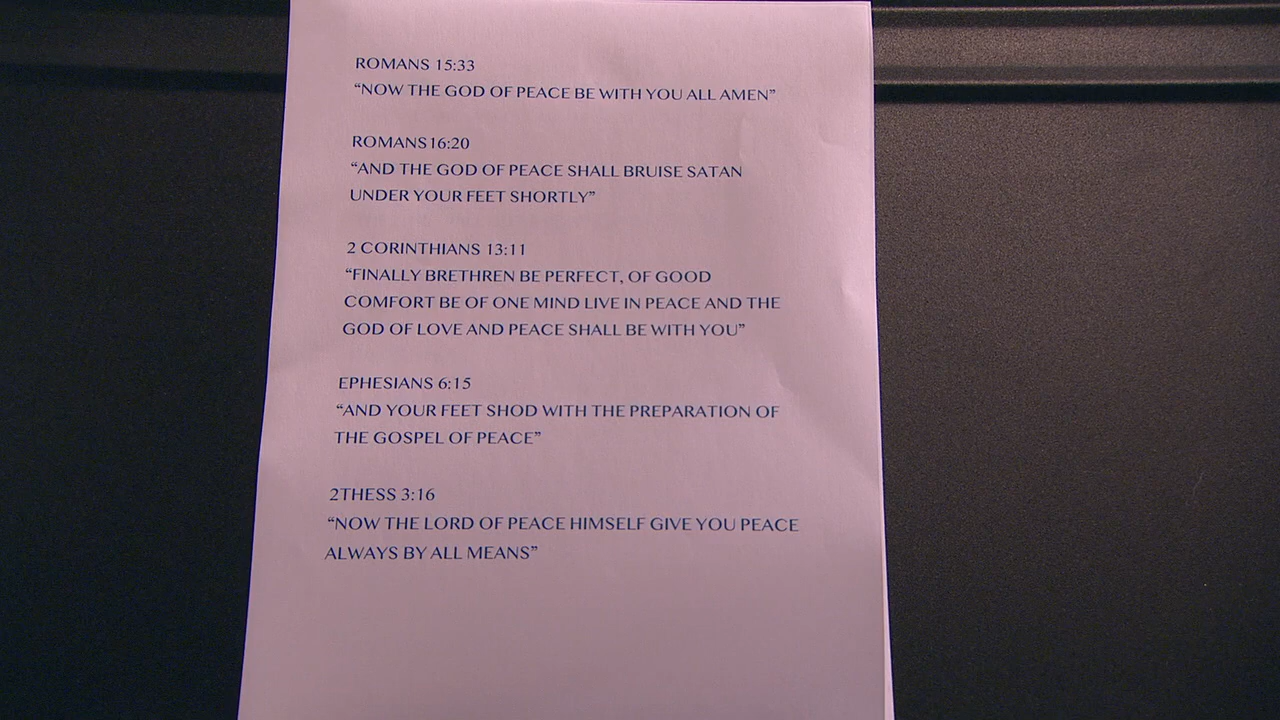 ROMANS 15:33
“NOW THE GOD OF PEACE BE WITH YOU ALL AMEN”
ROMANS 16:20
“AND THE GOD OF PEACE SHALL BRUISE SATAN
UNDER YOUR FEET SHORTLY”
2 CORINTHIANS 13:11
“FINALLY BRETHREN BE PERFECT, OF GOOD
COMFORT BE OF ONE MIND LIVE IN PEACE AND THE
GOD OF LOVE AND PEACE SHALL BE WITH YOU”
EPHESIANS 6:15
“AND YOUR FEET SHOD WITH THE PREPARATION OF
THE GOSPEL OF PEACE”
2THESS 3:16
“NOW THE LORD OF PEACE HIMSELF GIVE YOU PEACE
ALWAYS BY ALL MEANS”